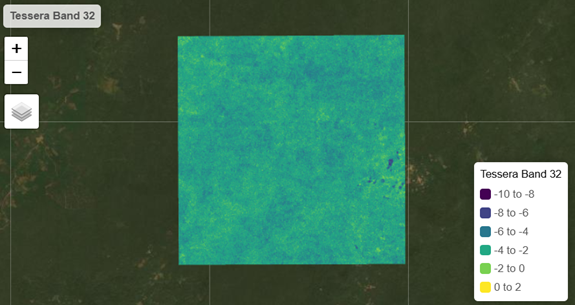 Tessera Band 32
+
−
Tessera Band 32
-10 to -8
-8 to -6
-6 to -4
-4 to -2
-2 to 0
0 to 2